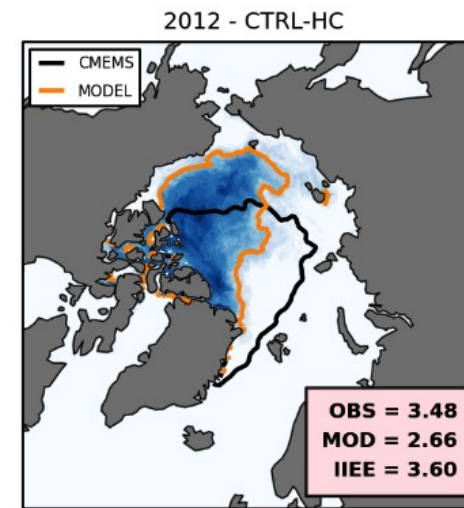 2012 - CTRL-HC
CMEMS
MODEL
OBS = 3.48
MOD = 2.66
IIEE = 3.60